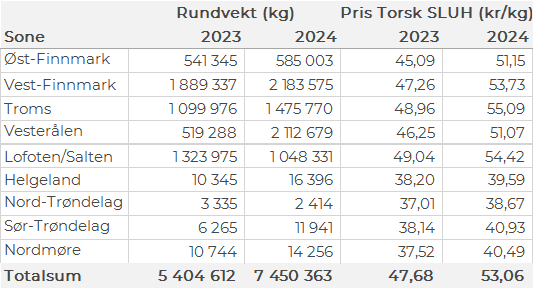 Rundvekt (kg) Pris Torsk SLUH (kr/kg)
Sone 2023 2024 2023 2024
Øst-Finnmark 541 345 585 003 45,09 51,15
Vest-Finnmark 1 889 337 2 183 575 47,26 53,73
Troms 1 099 976 1 475 770 48,96 55,09
Vesterålen 519 288 2 112 679 46,25 51,07
Lofoten/Salten 1 323 975 1 048 331 49,04 54,42
Helgeland 10 345 16 396 38,20 39,59
Nord-Trøndelag 3 335 2 414 37,01 38,67
Sør-Trøndelag 6 265 11 941 38,14 40,93
Nordmøre 10 744 14 256 37,52 40,49
Totalsum 5 404 612 7 450 363 47,68 53,06